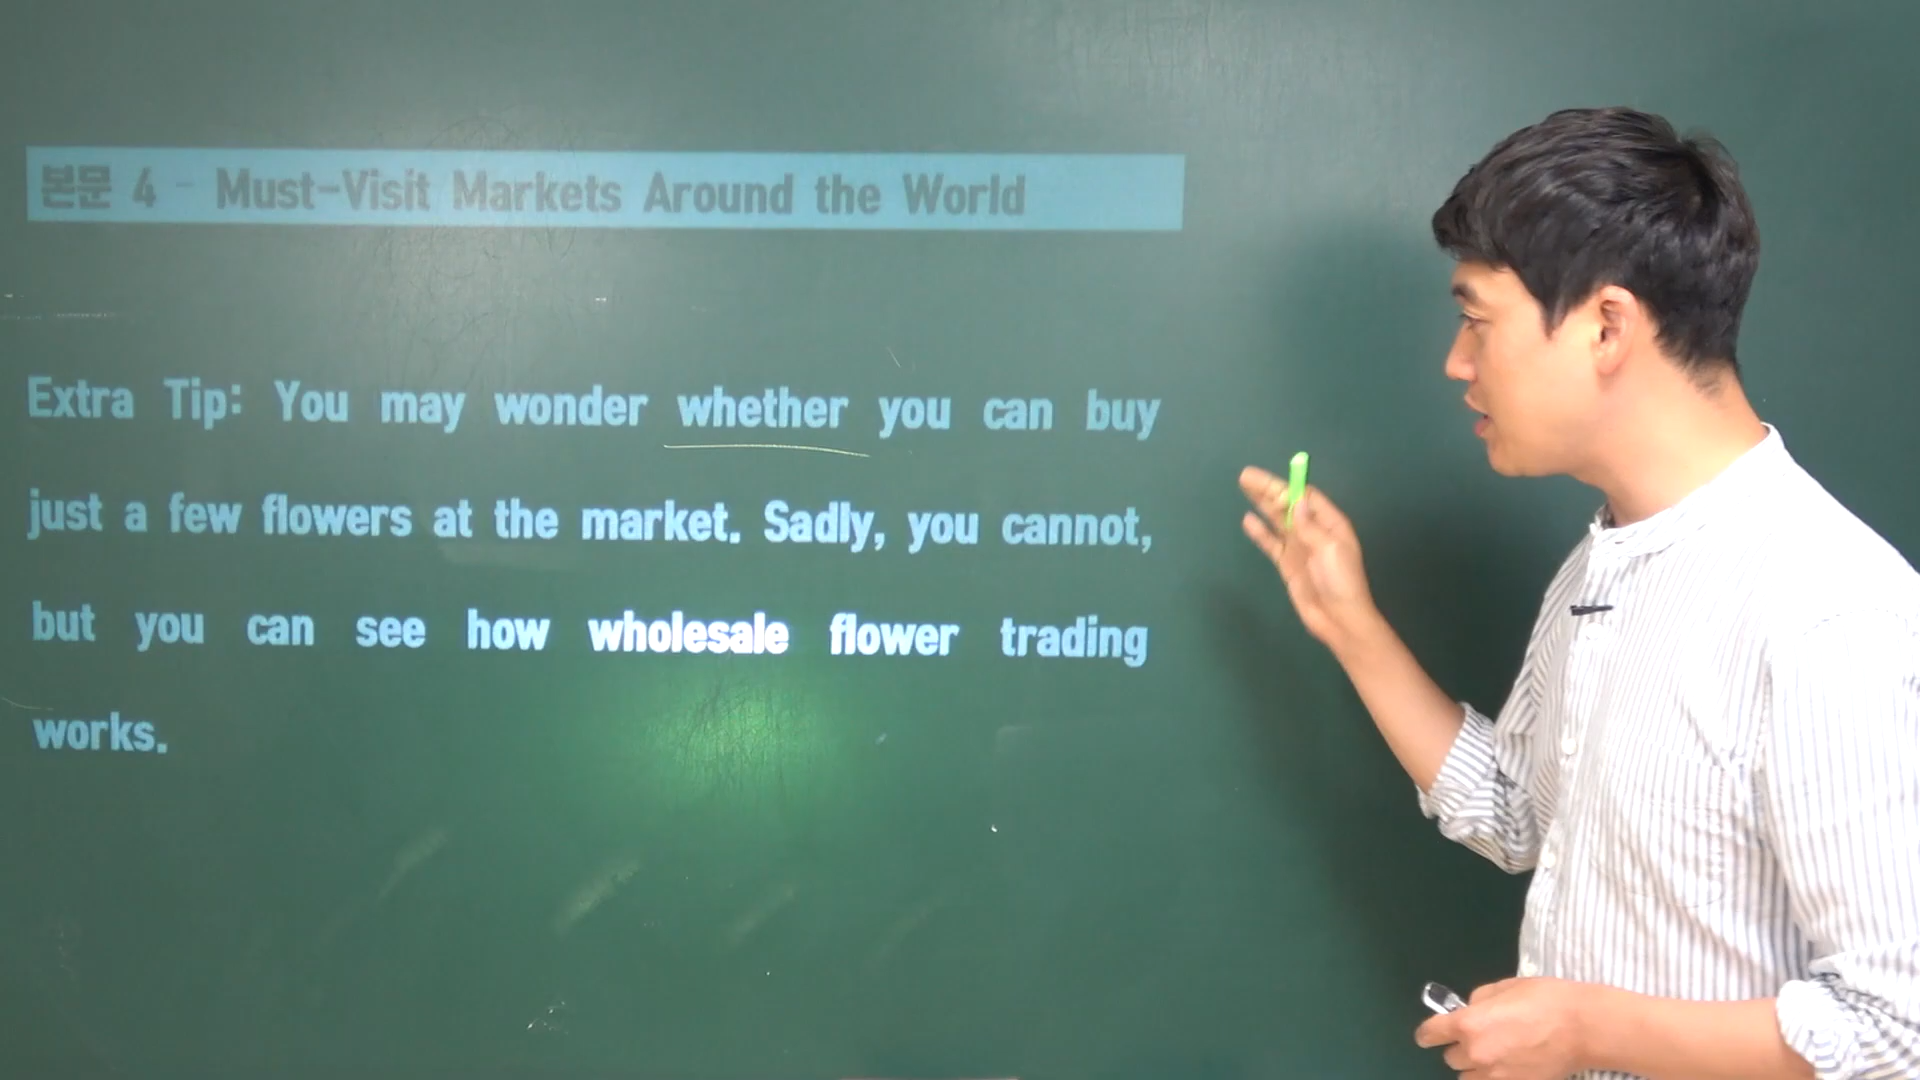 본문 4 - Must-Visit Markets Around the World
Extra Tip: You may wonder whether you can buy
just a few flowers at the market. Sadly, you cannot,
but you can see how wholesale flower trading
works.